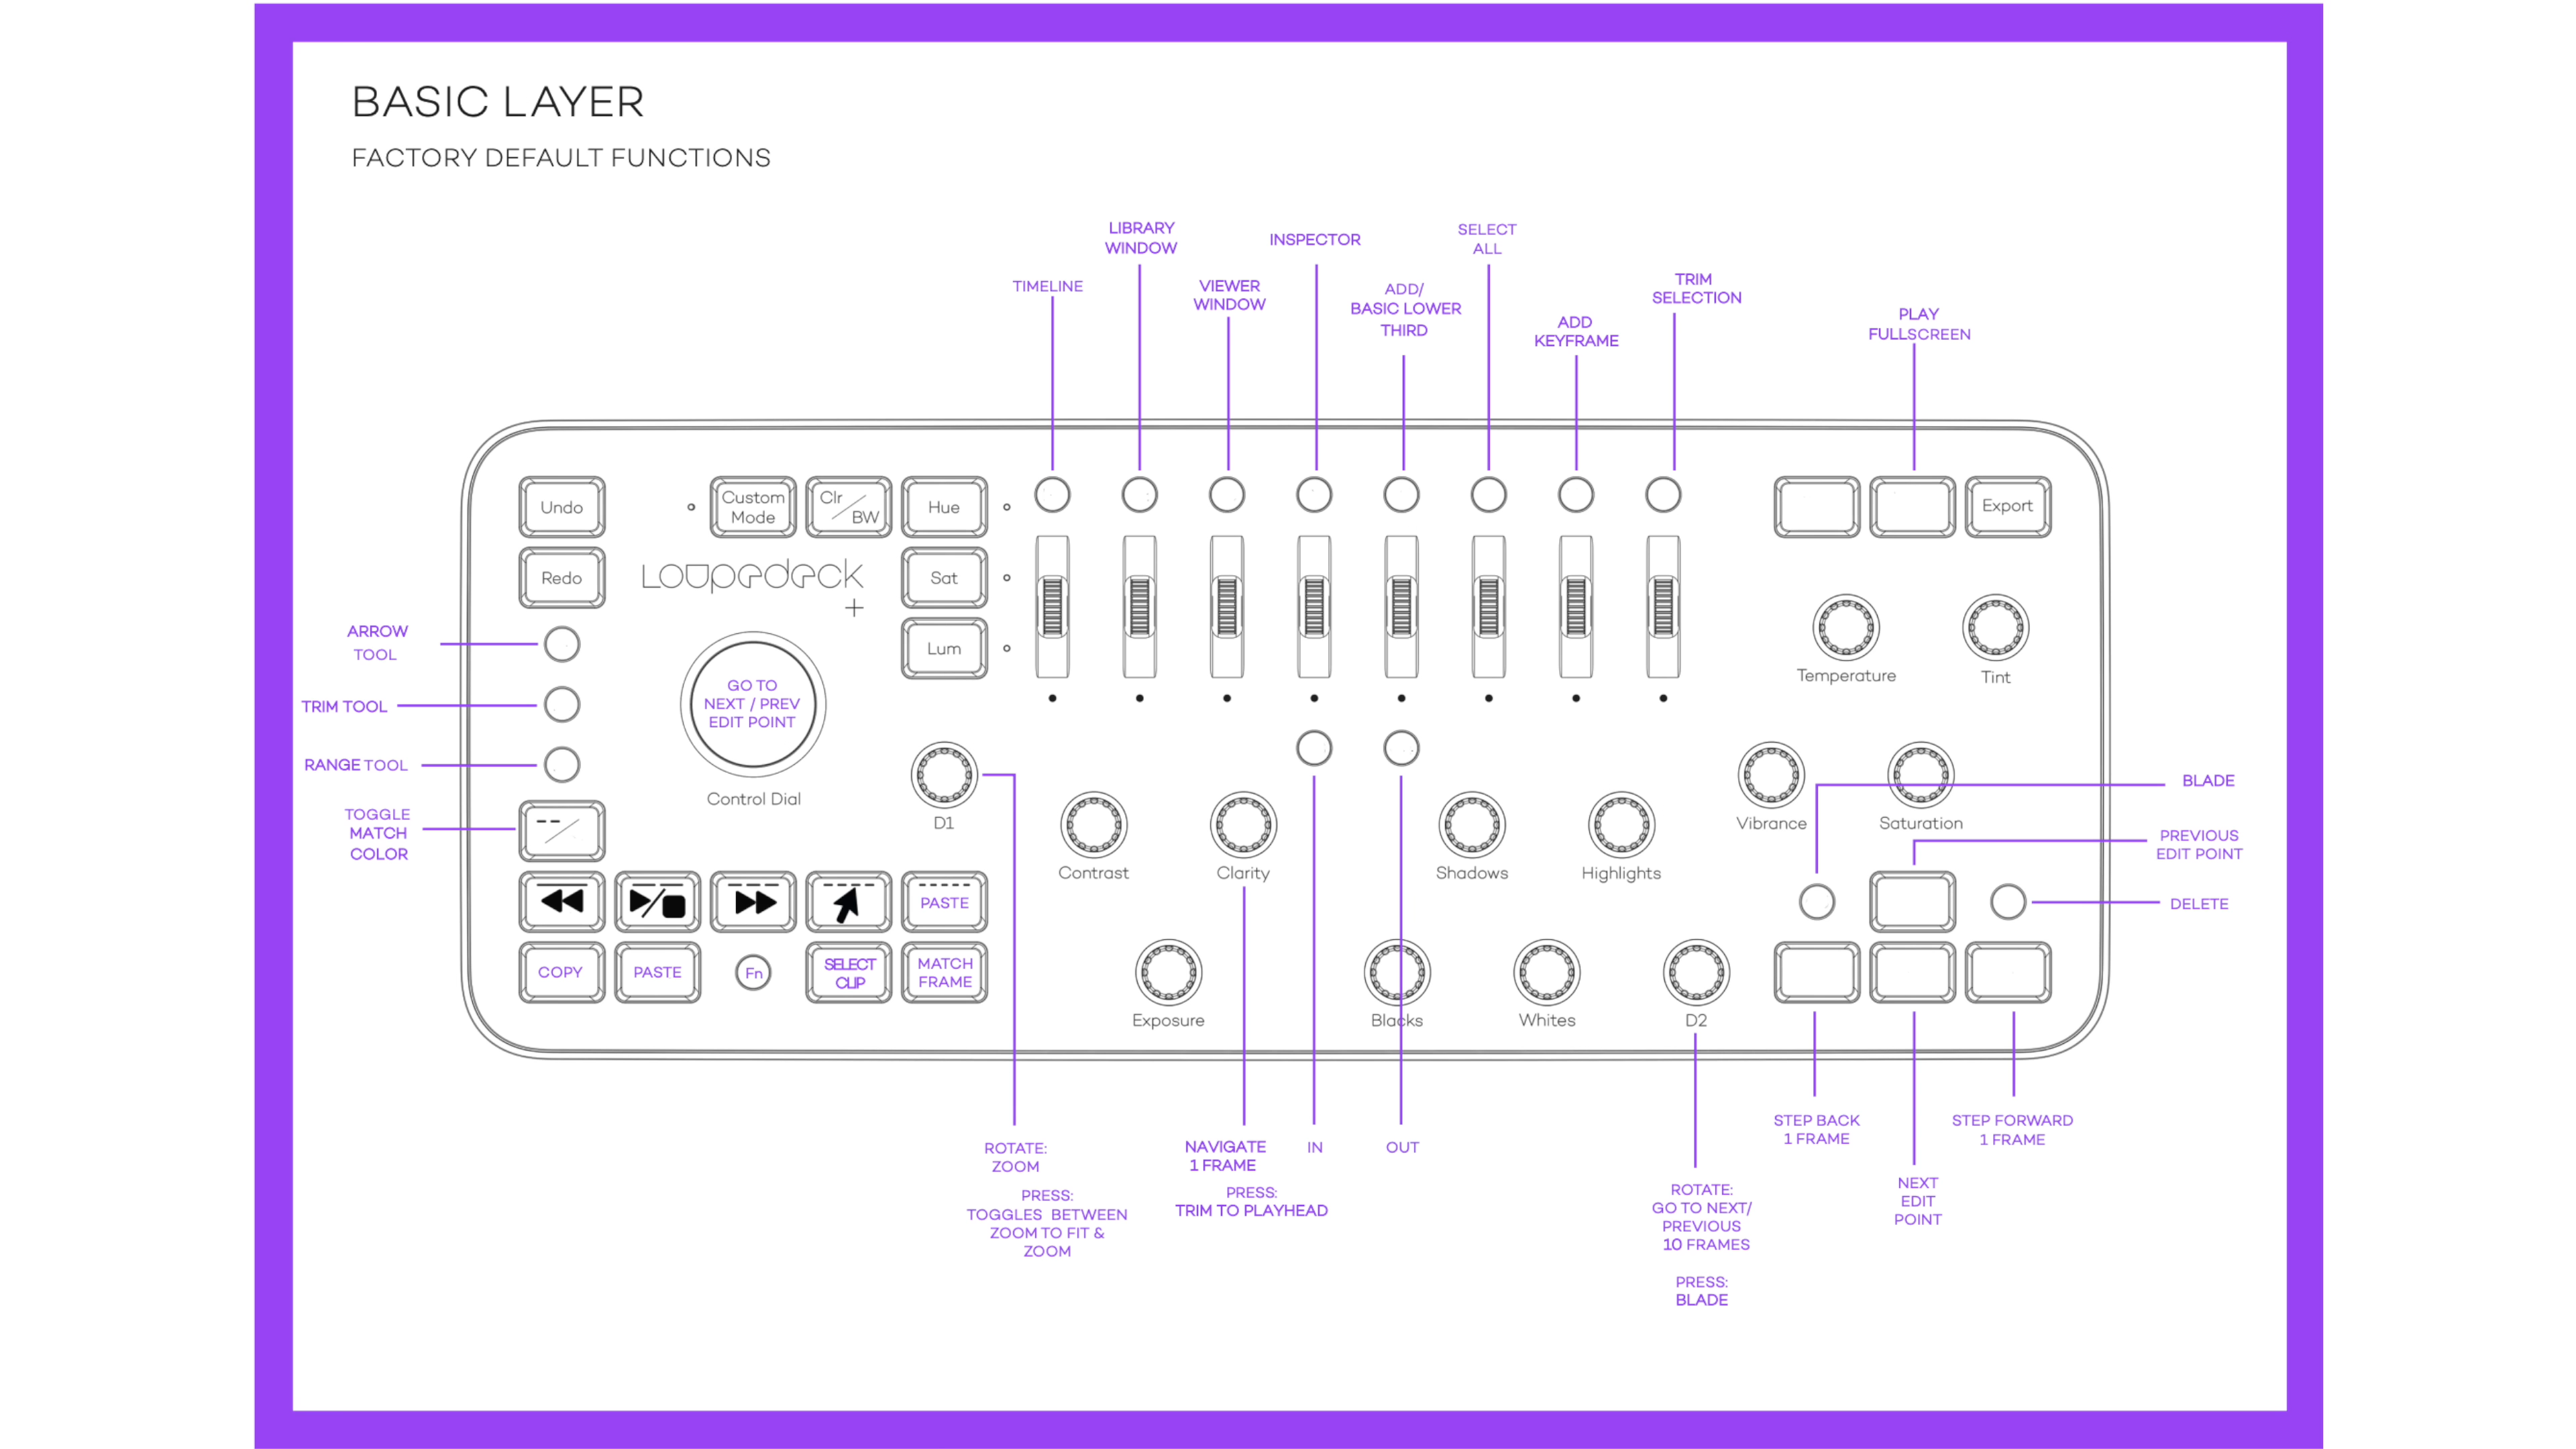 BASIC LAYER
FACTORY DEFAULT FUNCTIONS
TIMELINE
LIBRARY
WINDOW
VIEWER
WINDOW
INSPECTOR
ADD/
BASIC LOWER
THIRD
SELECT
ALL
ADD
KEYFRAME
TRIM
SELECTION
PLAY
FULLSCREEN
Undo
Custom
Mode
Clr
BW
Hue
Export
Redo
Loupedeck
+
Sat
Lum
ARROW
TOOL
TRIM TOOL
RANGE TOOL
TOGGLE
MATCH
COLOR
GO TO
NEXT / PREV
EDIT POINT
Control Dial
D1
Temperature
Tint
Contrast
Clarity
Shadows
Highlights
Vibrance
Saturation
BLADE
PREVIOUS
EDIT POINT
DELETE
PASTE
COPY
PASTE
Fn
SELECT
CLIP
MATCH
FRAME
Exposure
Blacks
Whites
D2
ROTATE:
ZOOM
PRESS:
TOGGLES BETWEEN
ZOOM TO FIT &
ZOOM
NAVIGATE
1 FRAME
PRESS:
TRIM TO PLAYHEAD
IN
OUT
ROTATE:
GO TO NEXT/
PREVIOUS
10 FRAMES
PRESS:
BLADE
STEP BACK
1 FRAME
NEXT
EDIT
POINT
STEP FORWARD
1 FRAME